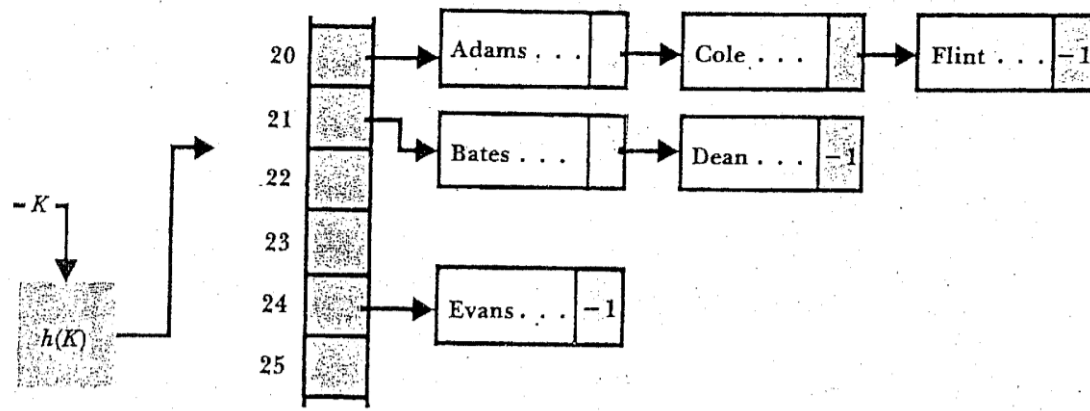 20 Adams . . . Cole . . . Flint . . . -1
21 Bates . . . Dean . . . -1
22
- K
23
24 Evans . . . -1
h(K)
25